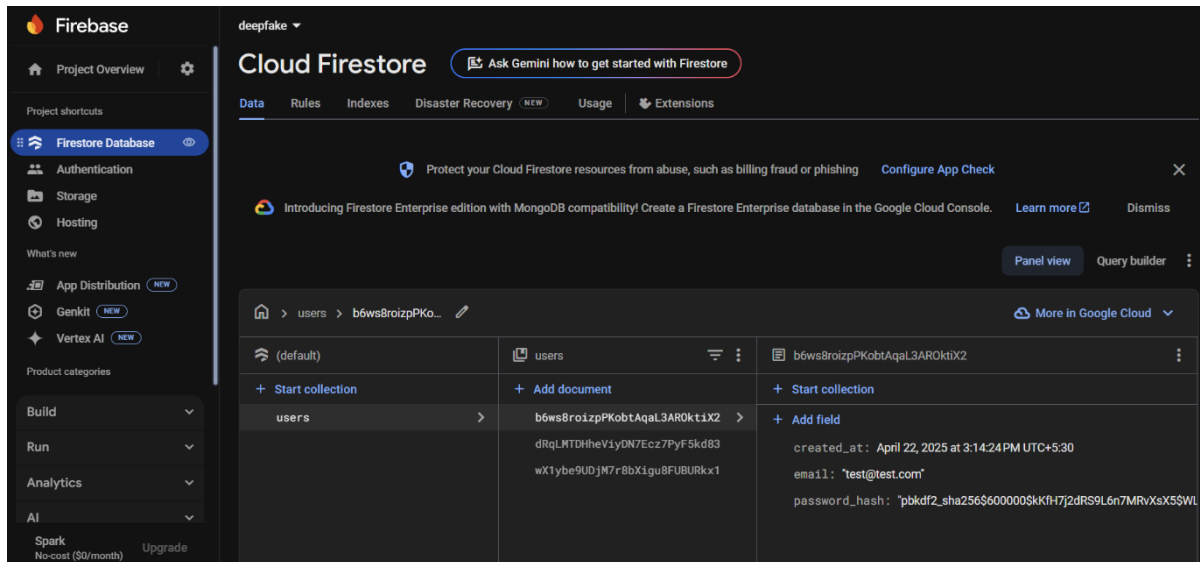 Firebase
Project Overview
Project shortcuts
Firestore Database
Authentication
Storage
Hosting
What's new
App Distribution NEW
Genkit NEW
Vertex AI NEW
Product categories
Build
Run
Analytics
AI
Spark
No-cost ($0/month)
Upgrade
deepfake
Cloud Firestore
Ask Gemini how to get started with Firestore
Data Rules Indexes Disaster Recovery NEW Usage Extensions
Protect your Cloud Firestore resources from abuse, such as billing fraud or phishing Configure App Check
Introducing Firestore Enterprise edition with MongoDB compatibility! Create a Firestore Enterprise database in the Google Cloud Console. Learn more Dismiss
Panel view Query builder
> users > b6ws8roizpPKo... More in Google Cloud
(default)
+ Start collection
users
users
+ Add document
b6ws8roizpPKobtAqaL3AROktiX2
dRqLMTDHheViyDN7Ecz7PyF5kd83
wX1ybe9UDjM7r8bXigu8FUBURkx1
b6ws8roizpPKobtAqaL3AROktiX2
+ Start collection
+ Add field
created_at: April 22, 2025 at 3:14:24 PM UTC+5:30
email: "test@test.com"
password_hash: "pbkdf2_sha256$600000$kKfH7j2dRS9L6n7MRvXsX5$WL